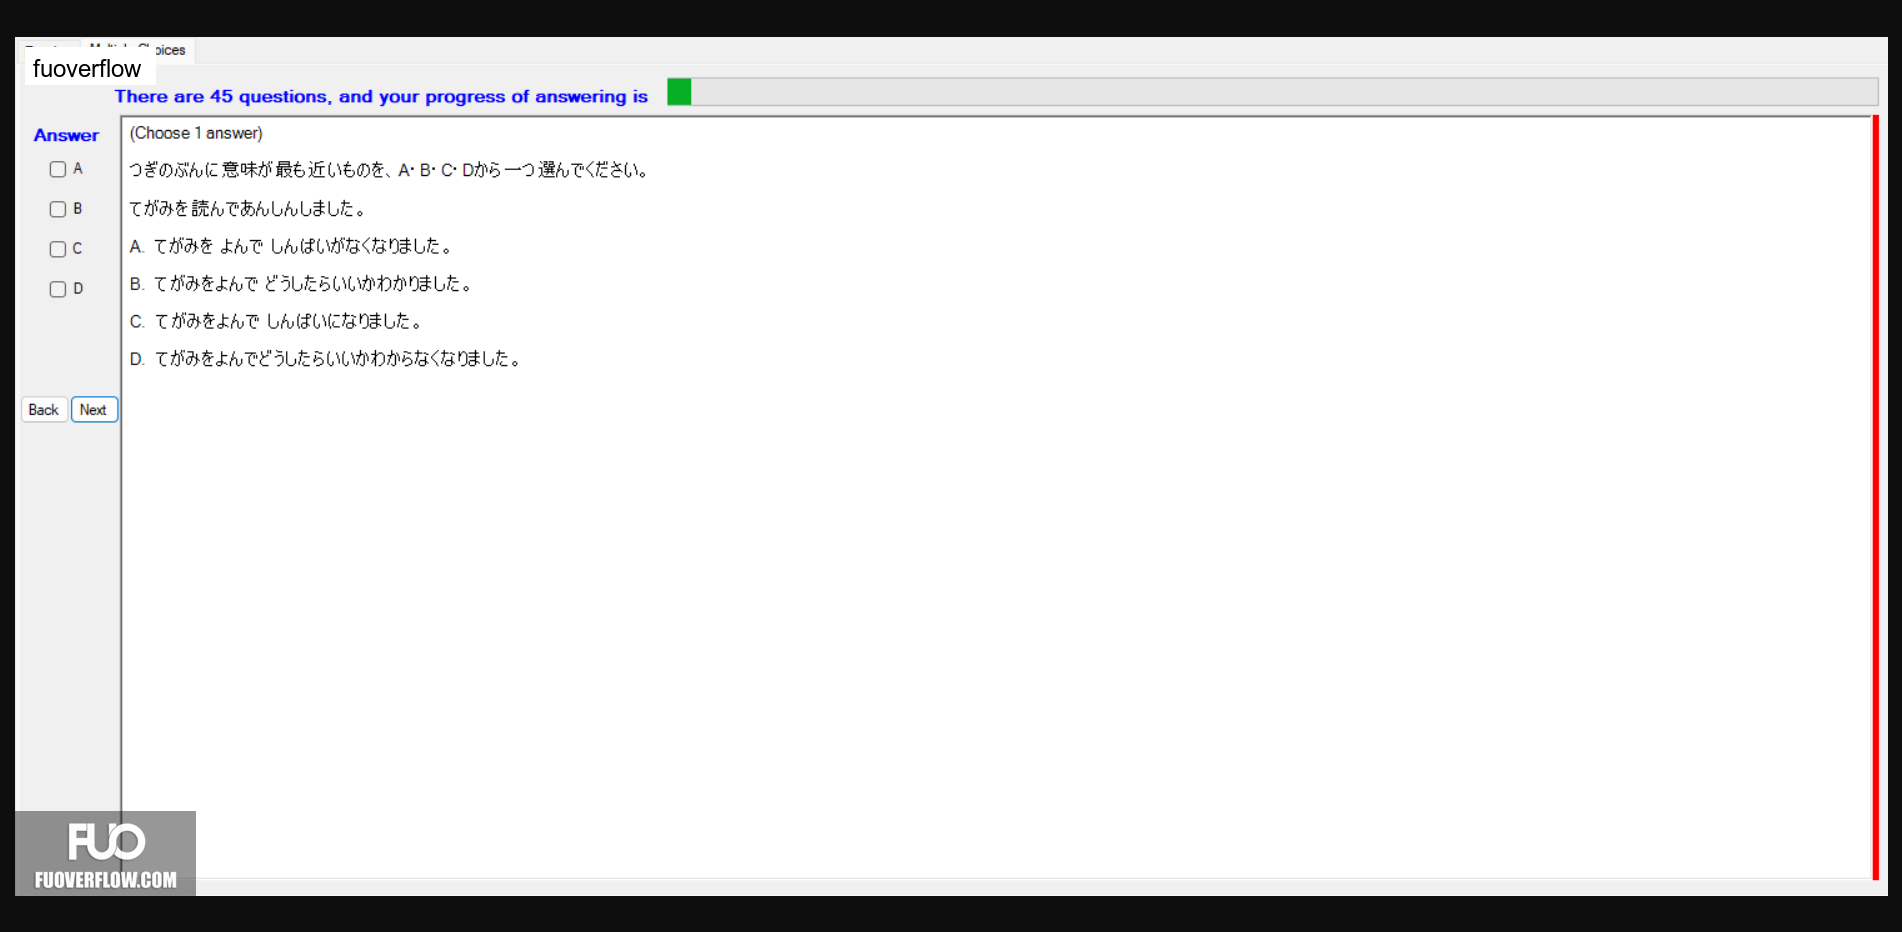 oices
fuoverflow
There are 45 questions, and your progress of answering is
Answer
(Choose 1 answer)
A
つぎのぶんに意味が最も近いものを、A・B・C・Dから一つ選んでください。
B
てがみを読んであんしんしました。
C
A. てがみを よんで しんぱいがなくなりました。
D
B. てがみをよんで どうしたらいいかわかりました。
C. てがみをよんで しんぱいになりました。
D. てがみをよんでどうしたらいいかわからなくなりました。
Back Next
FUO
FUOVERFLOW.COM